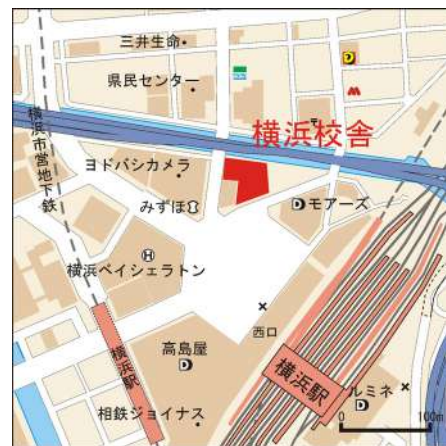 三井生命
県民センター
横浜校舎
横浜市営地下鉄
ヨドバシカメラ
みずほ
モアーズ
横浜ベイシェラトン
西口
高島屋
横浜駅
横浜駅
ルミネ
相鉄ジョイナス
0 100m